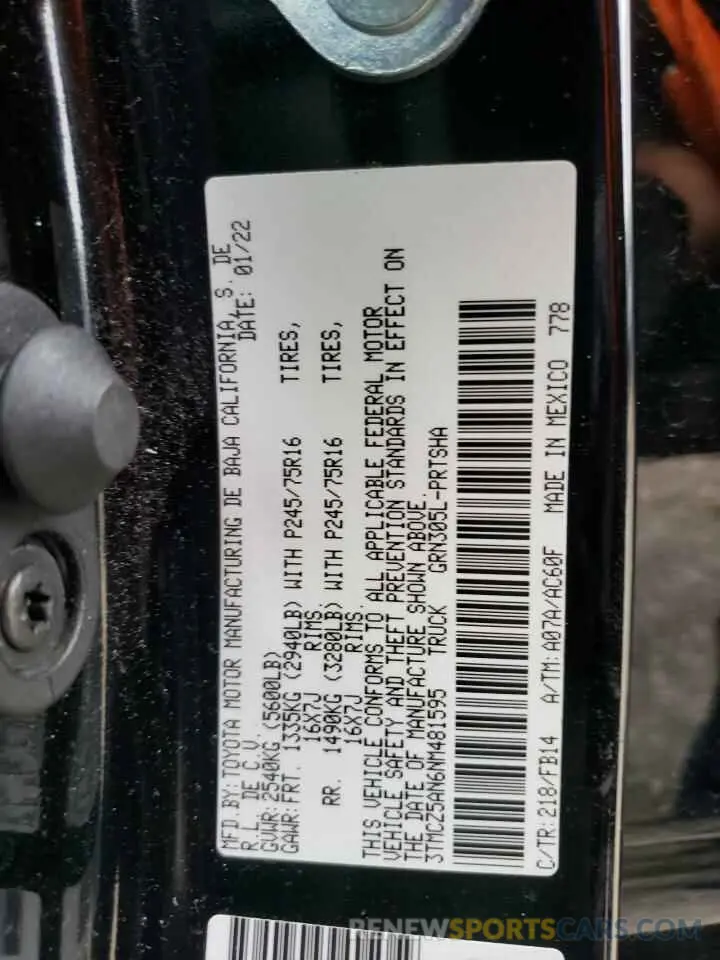 MFD.BY:TOYOTA MOTOR MANUFACTURING DE BAJA CALIFORNIA, S. DE
R.L. DE C.V. DATE: 01/22
GVWR:2540KG (5600LB)
GAWR:FRT. 1335KG (2940LB) WITH P245/75R16 TIRES,
16X7J RIMS.
RR. 1490KG (3280LB) WITH P245/75R16 TIRES,
16X7J RIMS.
THIS VEHICLE CONFORMS TO ALL APPLICABLE FEDERAL MOTOR
VEHICLE SAFETY AND THEFT PREVENTION STANDARDS IN EFFECT ON
THE DATE OF MANUFACTURE SHOWN ABOVE.
3TMCZ5AN6NM481595 TRUCK GRN305L-PRTSHA
C/TR:218/FB14 A/TM:A07A/AC60F MADE IN MEXICO 778
RENEWSPORTSCARS.COM